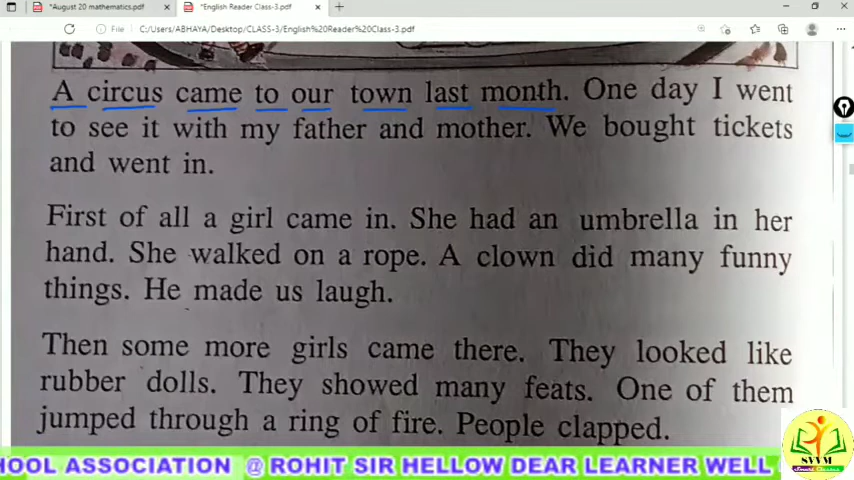 *August 20 mathematics.pdf
*English Reader Class-3.pdf
File
C:/Users/ABHAYA/Desktop/CLASS-3/English%20Reader%20Class-3.pdf
A circus came to our town last month. One day I went
to see it with my father and mother. We bought tickets
and went in.
First of all a girl came in. She had an umbrella in her
hand. She walked on a rope. A clown did many funny
things. He made us laugh.
Then some more girls came there. They looked like
rubber dolls. They showed many feats. One of them
jumped through a ring of fire. People clapped.
SVVM
Smart Classes
HOOL ASSOCIATION @ ROHIT SIR HELLOW DEAR LEARNER WELL